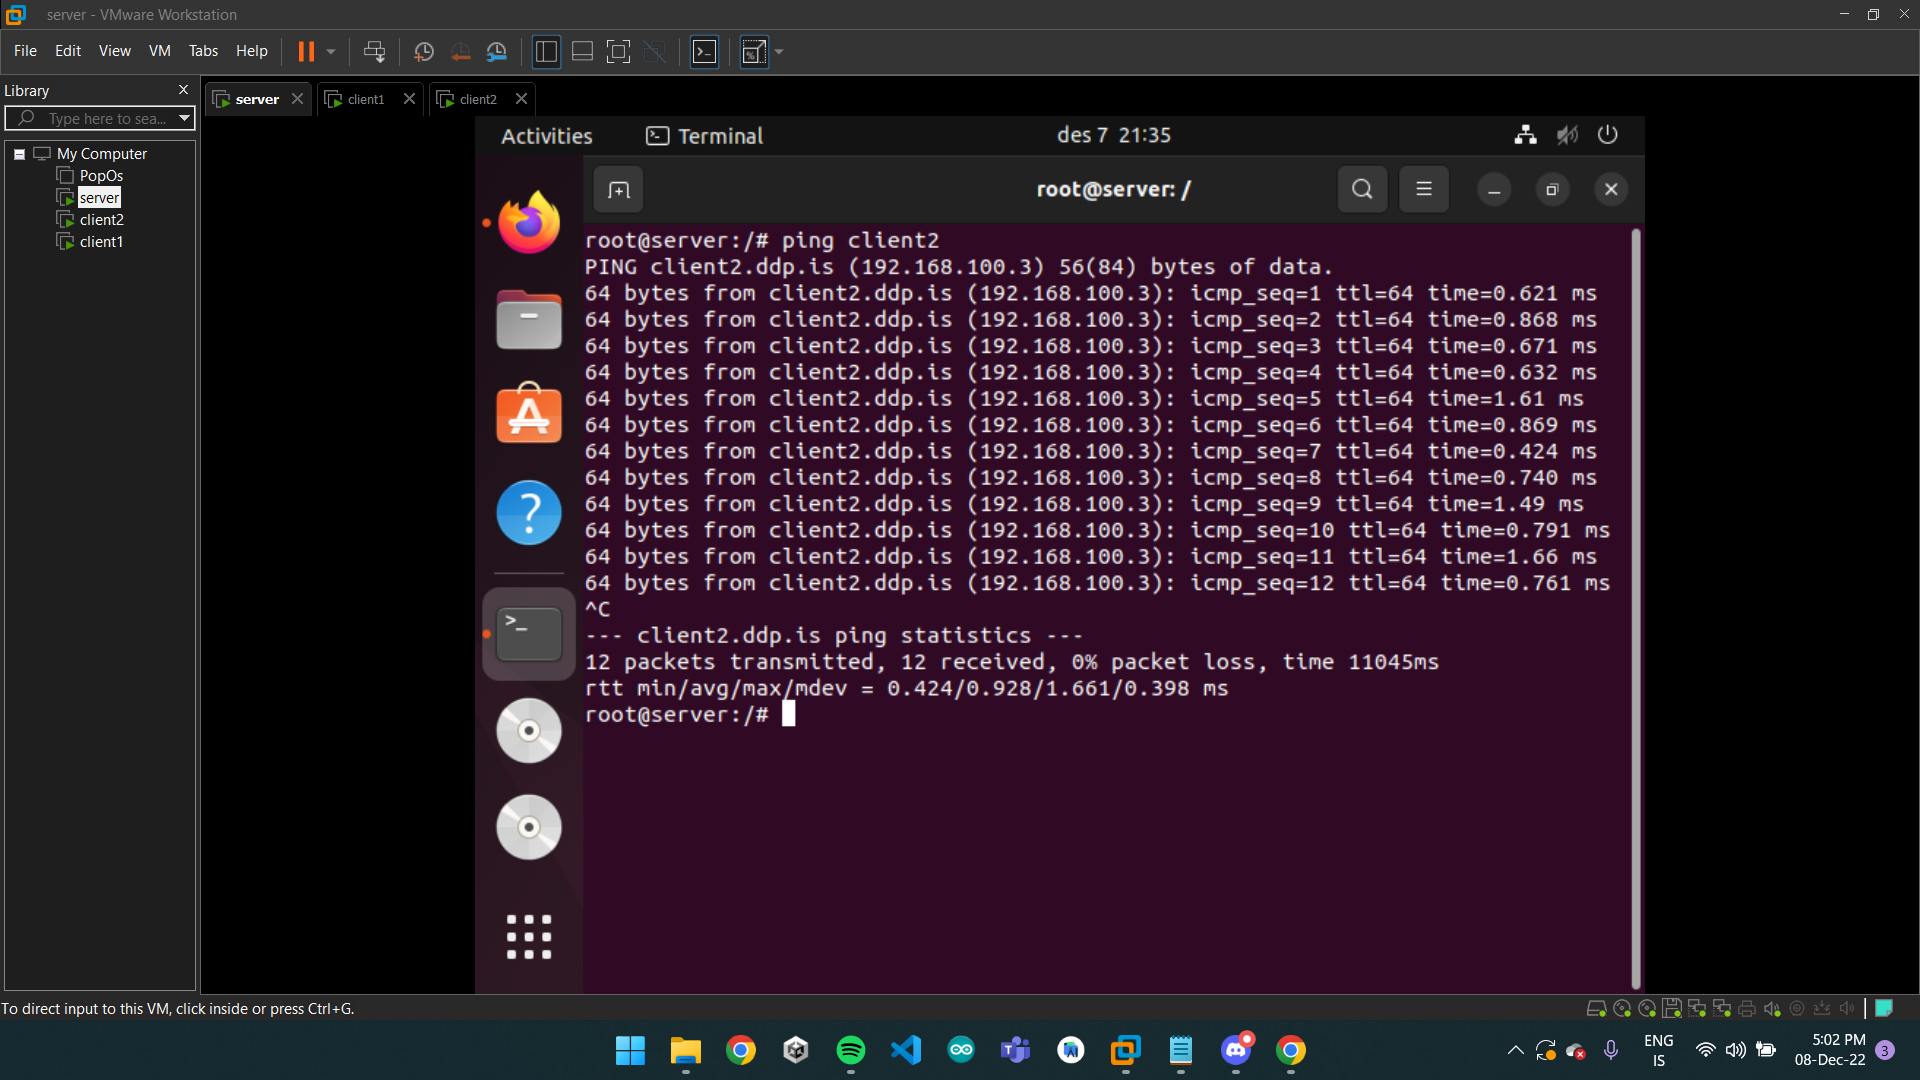 server - VMware Workstation
File Edit View VM Tabs Help
Library
server client1 client2
Type here to sea...
My Computer
PopOs
server
client2
client1
Activities Terminal des 7 21:35
root@server: /
root@server:/# ping client2
PING client2.ddp.is (192.168.100.3) 56(84) bytes of data.
64 bytes from client2.ddp.is (192.168.100.3): icmp_seq=1 ttl=64 time=0.621 ms
64 bytes from client2.ddp.is (192.168.100.3): icmp_seq=2 ttl=64 time=0.868 ms
64 bytes from client2.ddp.is (192.168.100.3): icmp_seq=3 ttl=64 time=0.671 ms
64 bytes from client2.ddp.is (192.168.100.3): icmp_seq=4 ttl=64 time=0.632 ms
64 bytes from client2.ddp.is (192.168.100.3): icmp_seq=5 ttl=64 time=1.61 ms
64 bytes from client2.ddp.is (192.168.100.3): icmp_seq=6 ttl=64 time=0.869 ms
64 bytes from client2.ddp.is (192.168.100.3): icmp_seq=7 ttl=64 time=0.424 ms
64 bytes from client2.ddp.is (192.168.100.3): icmp_seq=8 ttl=64 time=0.740 ms
64 bytes from client2.ddp.is (192.168.100.3): icmp_seq=9 ttl=64 time=1.49 ms
64 bytes from client2.ddp.is (192.168.100.3): icmp_seq=10 ttl=64 time=0.791 ms
64 bytes from client2.ddp.is (192.168.100.3): icmp_seq=11 ttl=64 time=1.66 ms
64 bytes from client2.ddp.is (192.168.100.3): icmp_seq=12 ttl=64 time=0.761 ms
^C
--- client2.ddp.is ping statistics ---
12 packets transmitted, 12 received, 0% packet loss, time 11045ms
rtt min/avg/max/mdev = 0.424/0.928/1.661/0.398 ms
root@server:/#
To direct input to this VM, click inside or press Ctrl+G.
ENG
IS
5:02 PM
08-Dec-22
3